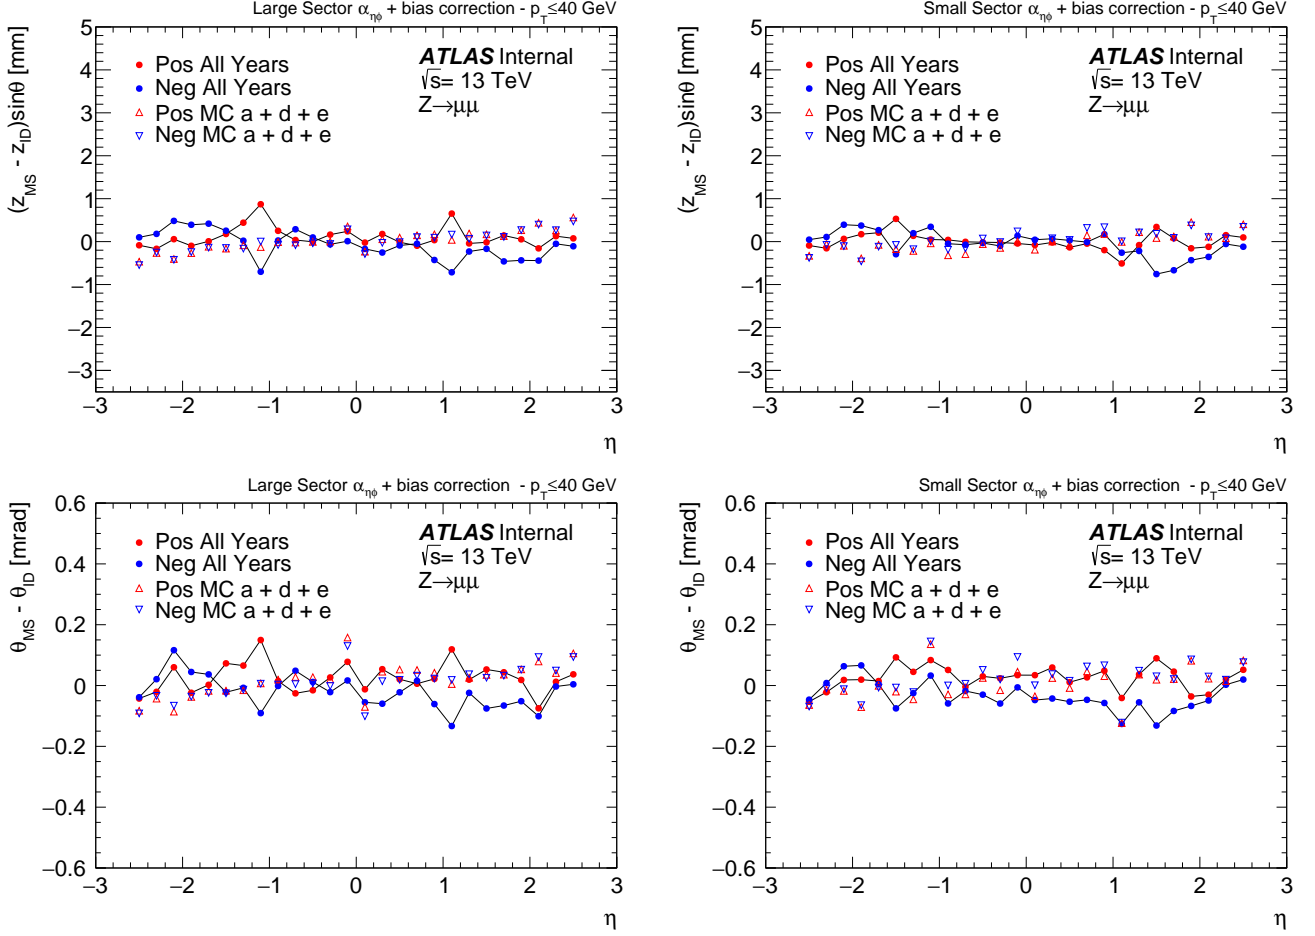 Large Sector α_ηφ + bias correction - p_T≤40 GeV
(z_MS - z_ID)sinθ [mm]
5
4
3
2
1
0
−1
−2
−3
Pos All Years
Neg All Years
Pos MC a + d + e
Neg MC a + d + e
ATLAS Internal
√s= 13 TeV
Z→μμ
−3 −2 −1 0 1 2 3
η
Small Sector α_ηφ + bias correction - p_T≤40 GeV
(z_MS - z_ID)sinθ [mm]
5
4
3
2
1
0
−1
−2
−3
Pos All Years
Neg All Years
Pos MC a + d + e
Neg MC a + d + e
ATLAS Internal
√s= 13 TeV
Z→μμ
−3 −2 −1 0 1 2 3
η
Large Sector α_ηφ + bias correction - p_T≤40 GeV
θ_MS - θ_ID [mrad]
0.6
0.4
0.2
0
−0.2
−0.4
−0.6
Pos All Years
Neg All Years
Pos MC a + d + e
Neg MC a + d + e
ATLAS Internal
√s= 13 TeV
Z→μμ
−3 −2 −1 0 1 2 3
η
Small Sector α_ηφ + bias correction - p_T≤40 GeV
θ_MS - θ_ID [mrad]
0.6
0.4
0.2
0
−0.2
−0.4
−0.6
Pos All Years
Neg All Years
Pos MC a + d + e
Neg MC a + d + e
ATLAS Internal
√s= 13 TeV
Z→μμ
−3 −2 −1 0 1 2 3
η